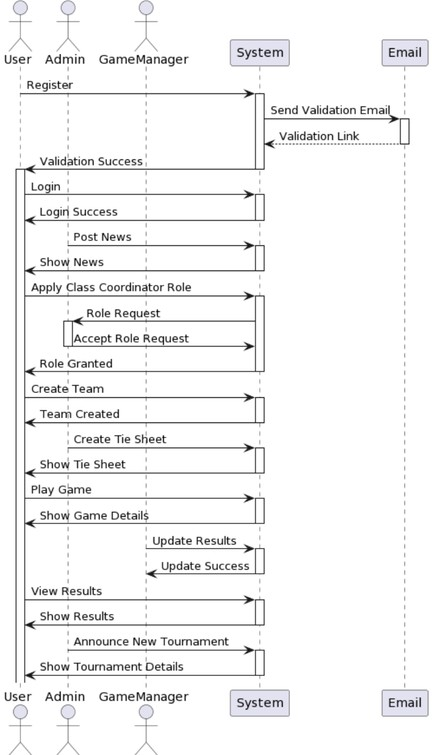 User Admin GameManager System Email
Register
Send Validation Email
Validation Link
Validation Success
Login
Login Success
Post News
Show News
Apply Class Coordinator Role
Role Request
Accept Role Request
Role Granted
Create Team
Team Created
Create Tie Sheet
Show Tie Sheet
Play Game
Show Game Details
Update Results
Update Success
View Results
Show Results
Announce New Tournament
Show Tournament Details
User Admin GameManager System Email